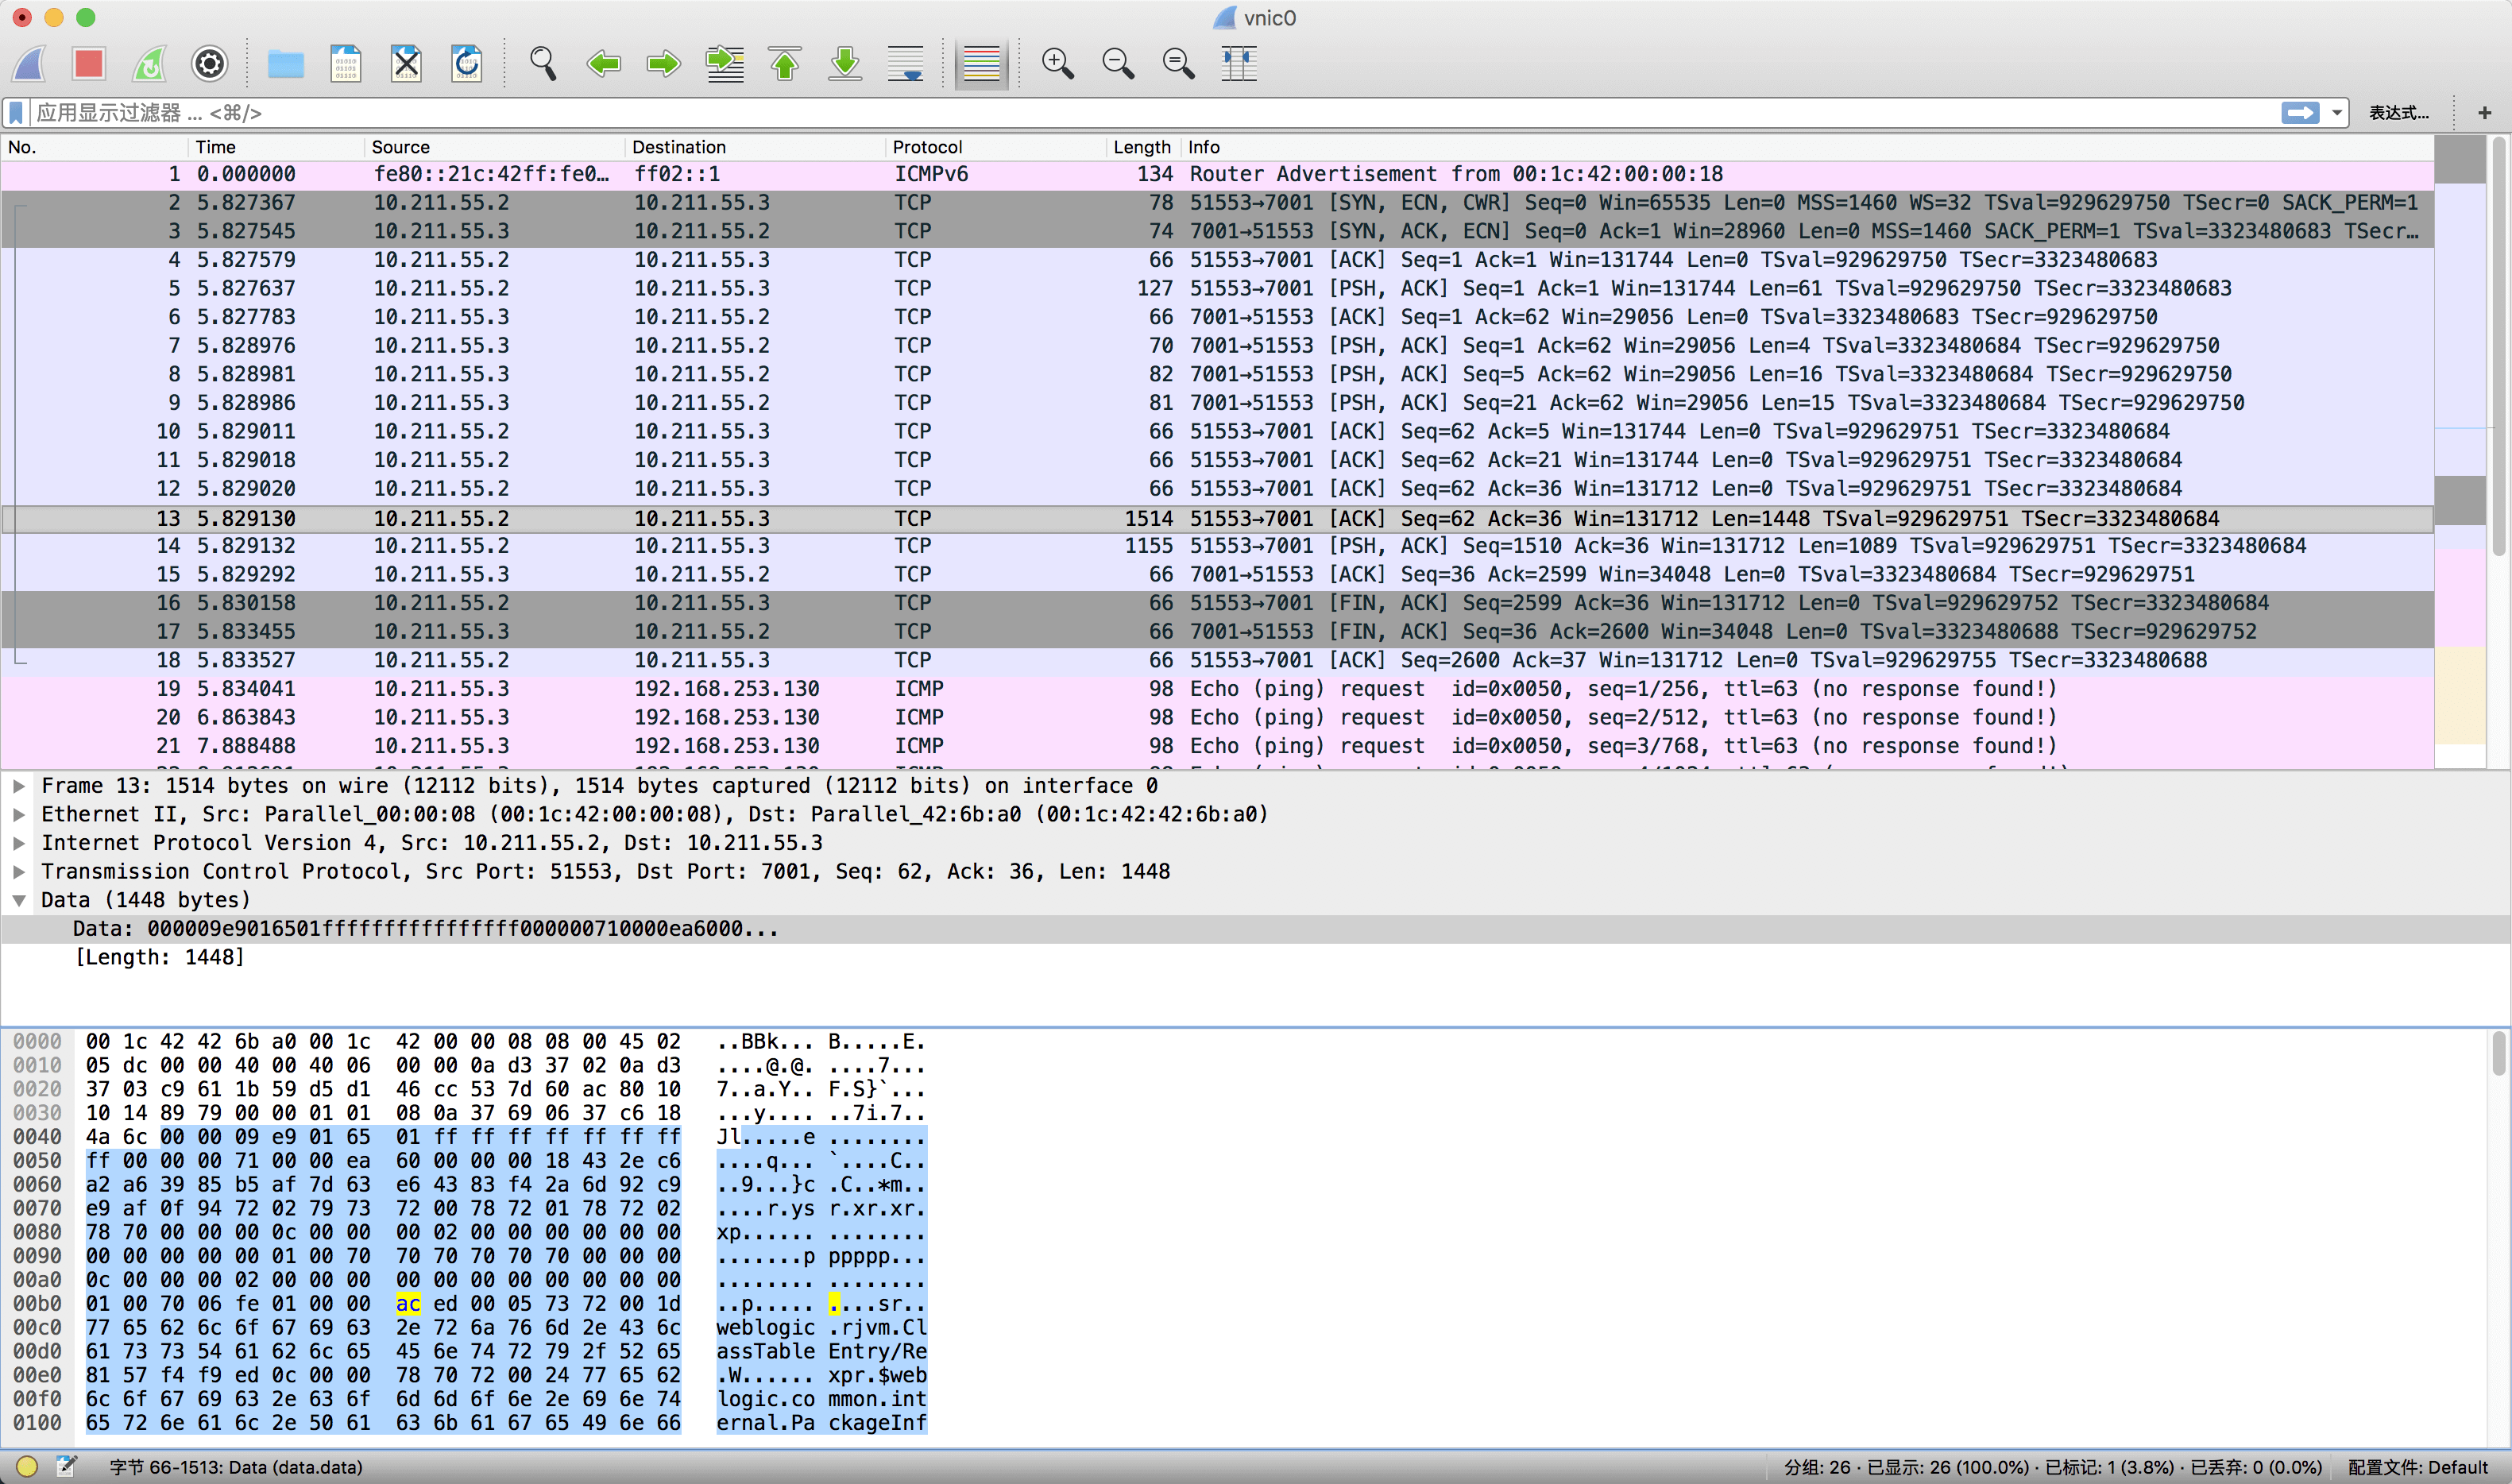 vnic0
应用显示过滤器 ... <⌘/>
表达式...
+
No. Time Source Destination Protocol Length Info
1 0.000000 fe80::21c:42ff:fe0… ff02::1 ICMPv6 134 Router Advertisement from 00:1c:42:00:00:18
2 5.827367 10.211.55.2 10.211.55.3 TCP 78 51553→7001 [SYN, ECN, CWR] Seq=0 Win=65535 Len=0 MSS=1460 WS=32 TSval=929629750 TSecr=0 SACK_PERM=1
3 5.827545 10.211.55.3 10.211.55.2 TCP 74 7001→51553 [SYN, ACK, ECN] Seq=0 Ack=1 Win=28960 Len=0 MSS=1460 SACK_PERM=1 TSval=3323480683 TSecr…
4 5.827579 10.211.55.2 10.211.55.3 TCP 66 51553→7001 [ACK] Seq=1 Ack=1 Win=131744 Len=0 TSval=929629750 TSecr=3323480683
5 5.827637 10.211.55.2 10.211.55.3 TCP 127 51553→7001 [PSH, ACK] Seq=1 Ack=1 Win=131744 Len=61 TSval=929629750 TSecr=3323480683
6 5.827783 10.211.55.3 10.211.55.2 TCP 66 7001→51553 [ACK] Seq=1 Ack=62 Win=29056 Len=0 TSval=3323480683 TSecr=929629750
7 5.828976 10.211.55.3 10.211.55.2 TCP 70 7001→51553 [PSH, ACK] Seq=1 Ack=62 Win=29056 Len=4 TSval=3323480684 TSecr=929629750
8 5.828981 10.211.55.3 10.211.55.2 TCP 82 7001→51553 [PSH, ACK] Seq=5 Ack=62 Win=29056 Len=16 TSval=3323480684 TSecr=929629750
9 5.828986 10.211.55.3 10.211.55.2 TCP 81 7001→51553 [PSH, ACK] Seq=21 Ack=62 Win=29056 Len=15 TSval=3323480684 TSecr=929629750
10 5.829011 10.211.55.2 10.211.55.3 TCP 66 51553→7001 [ACK] Seq=62 Ack=5 Win=131744 Len=0 TSval=929629751 TSecr=3323480684
11 5.829018 10.211.55.2 10.211.55.3 TCP 66 51553→7001 [ACK] Seq=62 Ack=21 Win=131744 Len=0 TSval=929629751 TSecr=3323480684
12 5.829020 10.211.55.2 10.211.55.3 TCP 66 51553→7001 [ACK] Seq=62 Ack=36 Win=131712 Len=0 TSval=929629751 TSecr=3323480684
13 5.829130 10.211.55.2 10.211.55.3 TCP 1514 51553→7001 [ACK] Seq=62 Ack=36 Win=131712 Len=1448 TSval=929629751 TSecr=3323480684
14 5.829132 10.211.55.2 10.211.55.3 TCP 1155 51553→7001 [PSH, ACK] Seq=1510 Ack=36 Win=131712 Len=1089 TSval=929629751 TSecr=3323480684
15 5.829292 10.211.55.3 10.211.55.2 TCP 66 7001→51553 [ACK] Seq=36 Ack=2599 Win=34048 Len=0 TSval=3323480684 TSecr=929629751
16 5.830158 10.211.55.2 10.211.55.3 TCP 66 51553→7001 [FIN, ACK] Seq=2599 Ack=36 Win=131712 Len=0 TSval=929629752 TSecr=3323480684
17 5.833455 10.211.55.3 10.211.55.2 TCP 66 7001→51553 [FIN, ACK] Seq=36 Ack=2600 Win=34048 Len=0 TSval=3323480688 TSecr=929629752
18 5.833527 10.211.55.2 10.211.55.3 TCP 66 51553→7001 [ACK] Seq=2600 Ack=37 Win=131712 Len=0 TSval=929629755 TSecr=3323480688
19 5.834041 10.211.55.3 192.168.253.130 ICMP 98 Echo (ping) request id=0x0050, seq=1/256, ttl=63 (no response found!)
20 6.863843 10.211.55.3 192.168.253.130 ICMP 98 Echo (ping) request id=0x0050, seq=2/512, ttl=63 (no response found!)
21 7.888488 10.211.55.3 192.168.253.130 ICMP 98 Echo (ping) request id=0x0050, seq=3/768, ttl=63 (no response found!)
Frame 13: 1514 bytes on wire (12112 bits), 1514 bytes captured (12112 bits) on interface 0
Ethernet II, Src: Parallel_00:00:08 (00:1c:42:00:00:08), Dst: Parallel_42:6b:a0 (00:1c:42:42:6b:a0)
Internet Protocol Version 4, Src: 10.211.55.2, Dst: 10.211.55.3
Transmission Control Protocol, Src Port: 51553, Dst Port: 7001, Seq: 62, Ack: 36, Len: 1448
Data (1448 bytes)
Data: 000009e9016501ffffffffffffffff000000710000ea6000...
[Length: 1448]
0000 00 1c 42 42 6b a0 00 1c 42 00 00 08 08 00 45 02 ..BBk... B.....E.
0010 05 dc 00 00 40 00 40 06 00 00 0a d3 37 02 0a d3 ....@.@. ....7...
0020 37 03 c9 61 1b 59 d5 d1 46 cc 53 7d 60 ac 80 10 7..a.Y.. F.S}`...
0030 10 14 89 79 00 00 01 01 08 0a 37 69 06 37 c6 18 ...y.... ..7i.7..
0040 4a 6c 00 00 09 e9 01 65 01 ff ff ff ff ff ff ff Jl.....e ........
0050 ff 00 00 00 71 00 00 ea 60 00 00 00 18 43 2e c6 ....q... `....C..
0060 a2 a6 39 85 b5 af 7d 63 e6 43 83 f4 2a 6d 92 c9 ..9...}c .C..*m..
0070 e9 af 0f 94 72 02 79 73 72 00 78 72 01 78 72 02 ....r.ys r.xr.xr.
0080 78 70 00 00 00 0c 00 00 00 02 00 00 00 00 00 00 xp...... ........
0090 00 00 00 00 00 01 00 70 70 70 70 70 70 00 00 00 .......p ppppp...
00a0 0c 00 00 00 02 00 00 00 00 00 00 00 00 00 00 00 ........ ........
00b0 01 00 70 06 fe 01 00 00 ac ed 00 05 73 72 00 1d ..p..... ....sr..
00c0 77 65 62 6c 6f 67 69 63 2e 72 6a 76 6d 2e 43 6c weblogic .rjvm.Cl
00d0 61 73 73 54 61 62 6c 65 45 6e 74 72 79 2f 52 65 assTable Entry/Re
00e0 81 57 f4 f9 ed 0c 00 00 78 70 72 00 24 77 65 62 .W...... xpr.$web
00f0 6c 6f 67 69 63 2e 63 6f 6d 6d 6f 6e 2e 69 6e 74 logic.co mmon.int
0100 65 72 6e 61 6c 2e 50 61 63 6b 61 67 65 49 6e 66 ernal.Pa ckageInf
字节 66-1513: Data (data.data)
分组: 26 · 已显示: 26 (100.0%) · 已标记: 1 (3.8%) · 已丢弃: 0 (0.0%)
配置文件: Default